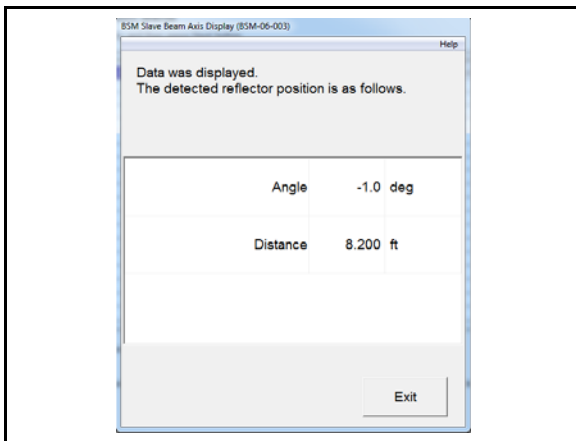 BSM Slave Beam Axis Display (BSM-06-003)
Help
Data was displayed.
The detected reflector position is as follows.
Angle -1.0 deg
Distance 8.200 ft
Exit